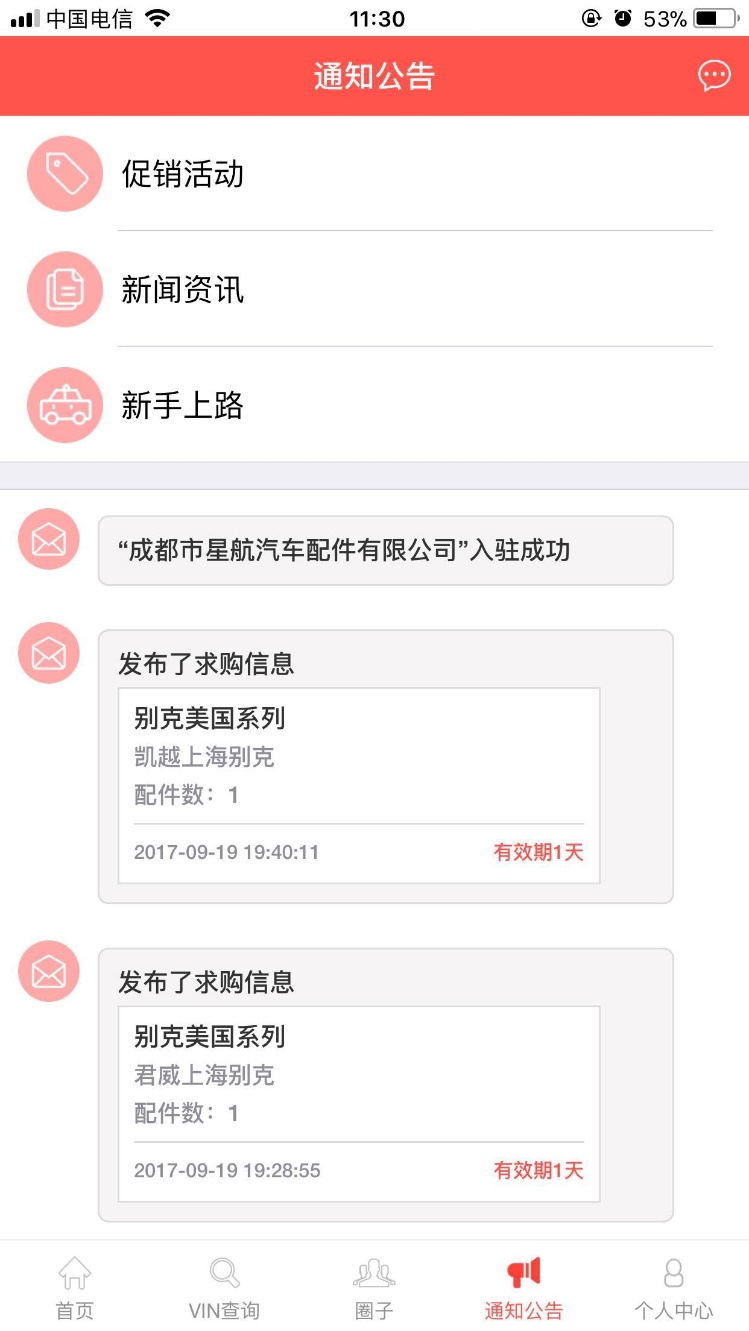 中国电信 11:30 53%
通知公告
促销活动
新闻资讯
新手上路
“成都市星航汽车配件有限公司”入驻成功
发布了求购信息
别克美国系列
凯越上海别克
配件数：1
2017-09-19 19:40:11 有效期1天
发布了求购信息
别克美国系列
君威上海别克
配件数：1
2017-09-19 19:28:55 有效期1天
首页 VIN查询 圈子 通知公告 个人中心